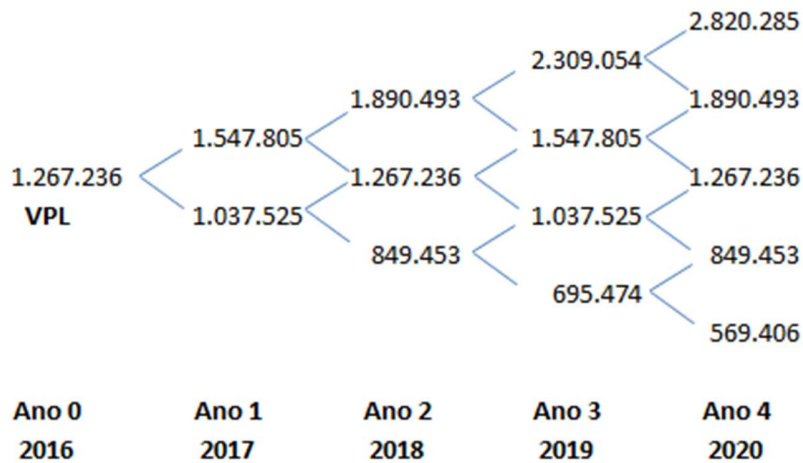 2.820.285
2.309.054
1.890.493 1.890.493
1.547.805 1.547.805
1.267.236 1.267.236 1.267.236
VPL 1.037.525 1.037.525
849.453 849.453
695.474
569.406
Ano 0 Ano 1 Ano 2 Ano 3 Ano 4
2016 2017 2018 2019 2020